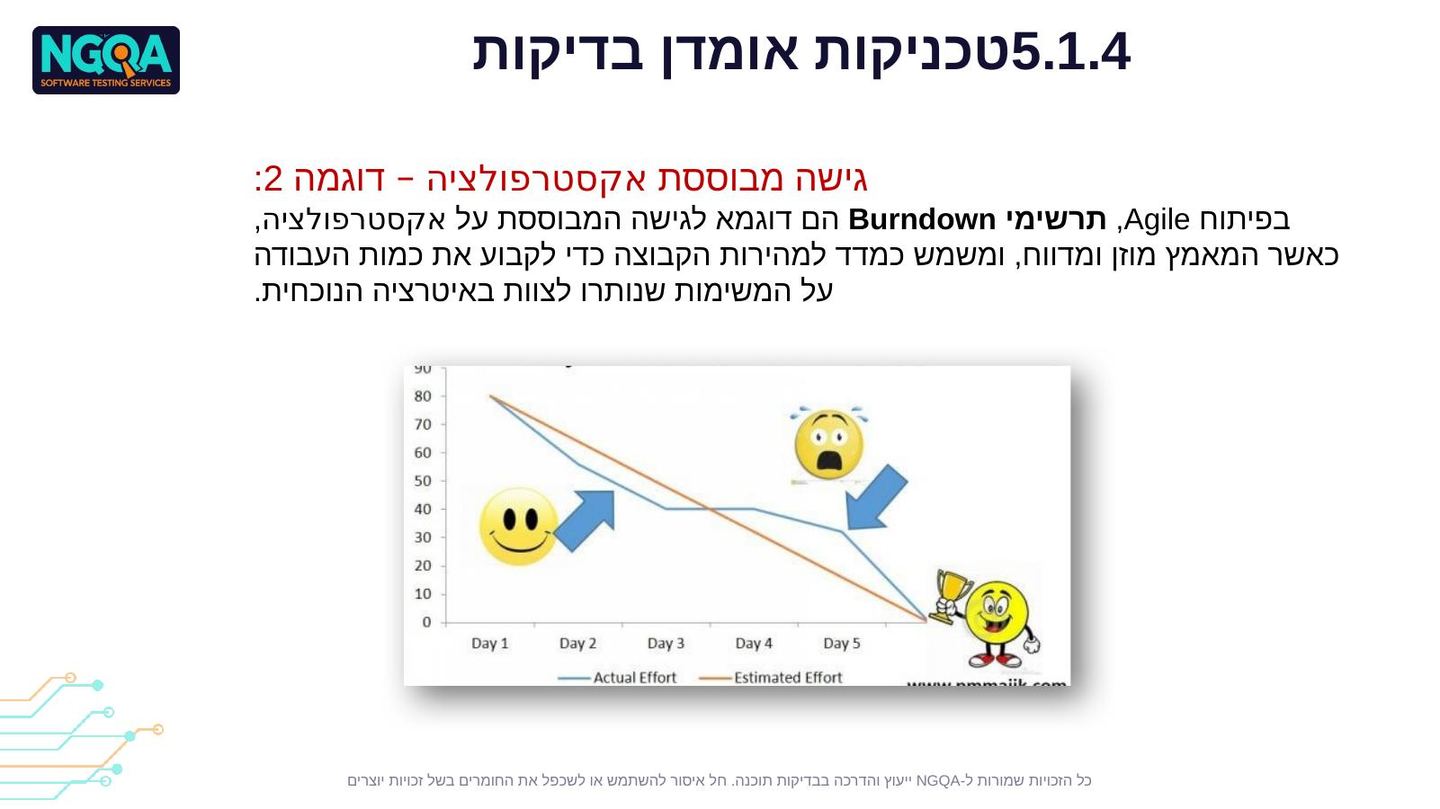 NGQA
SOFTWARE TESTING SERVICES
5.1.4טכניקות אומדן בדיקות
גישה מבוססת אקסטרפולציה – דוגמה 2:
בפיתוח Agile, תרשימי Burndown הם דוגמא לגישה המבוססת על אקסטרפולציה,
כאשר המאמץ מוזן ומדווח, ומשמש כמדד למהירות הקבוצה כדי לקבוע את כמות העבודה
על המשימות שנותרו לצוות באיטרציה הנוכחית.
90
80
70
60
50
40
30
20
10
0
Day 1 Day 2 Day 3 Day 4 Day 5
Actual Effort Estimated Effort
www.pmmajik.com
כל הזכויות שמורות ל-NGQA ייעוץ והדרכה בבדיקות תוכנה. חל איסור להשתמש או לשכפל את החומרים בשל זכויות יוצרים